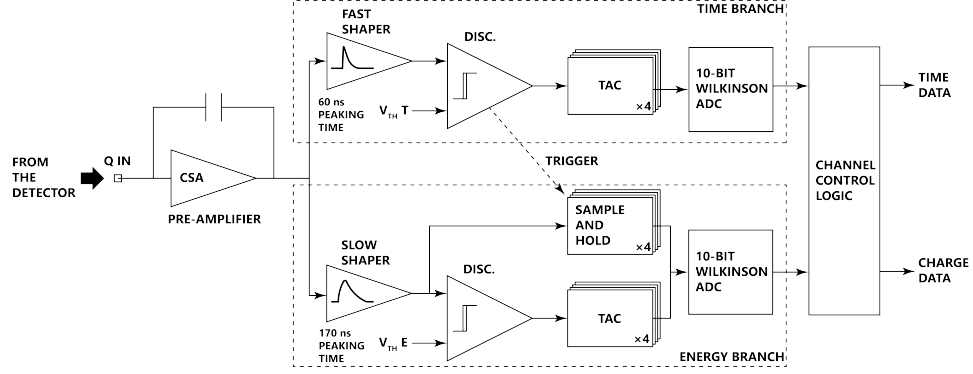 TIME BRANCH
FAST
SHAPER
DISC.
60 ns
PEAKING
TIME
V_TH T
TAC
×4
10-BIT
WILKINSON
ADC
TIME
DATA
FROM
THE
DETECTOR
Q IN
CSA
PRE-AMPLIFIER
TRIGGER
CHANNEL
CONTROL
LOGIC
SAMPLE
AND
HOLD
×4
SLOW
SHAPER
DISC.
170 ns
PEAKING
TIME
V_TH E
TAC
×4
10-BIT
WILKINSON
ADC
CHARGE
DATA
ENERGY BRANCH